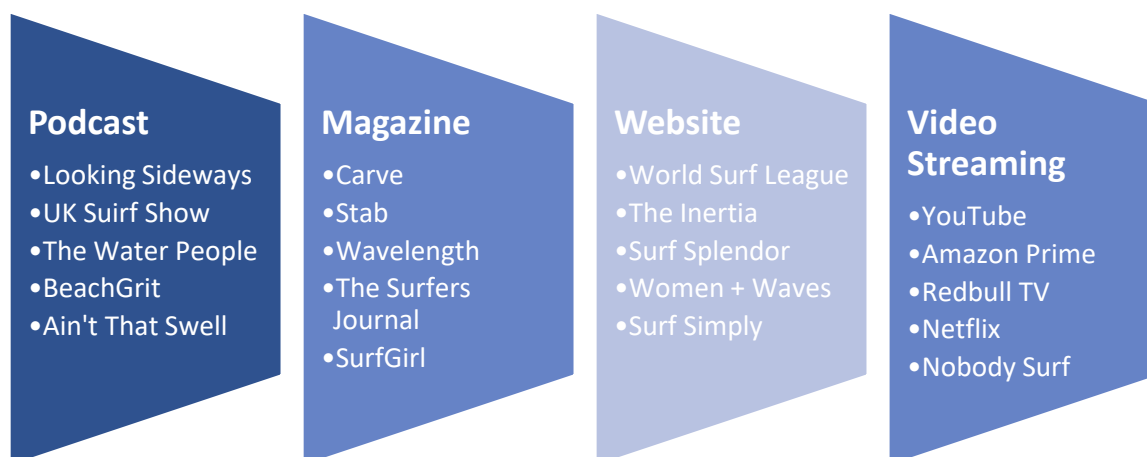 Podcast
•Looking Sideways
•UK Suirf Show
•The Water People
•BeachGrit
•Ain't That Swell
Magazine
•Carve
•Stab
•Wavelength
•The Surfers
Journal
•SurfGirl
Website
•World Surf League
•The Inertia
•Surf Splendor
•Women + Waves
•Surf Simply
Video
Streaming
•YouTube
•Amazon Prime
•Redbull TV
•Netflix
•Nobody Surf